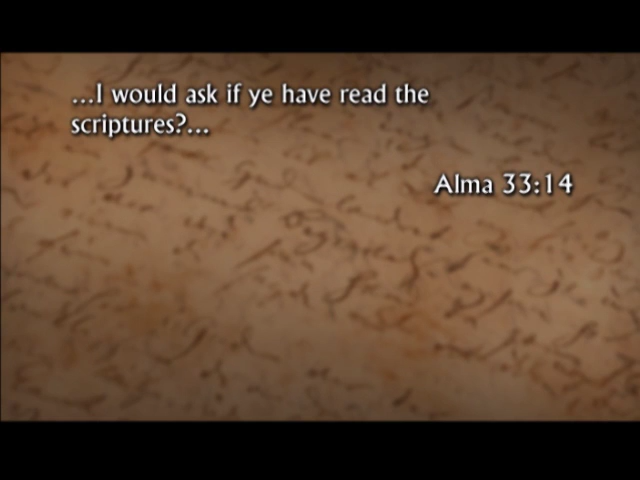 ...I would ask if ye have read the
scriptures?...
Alma 33:14